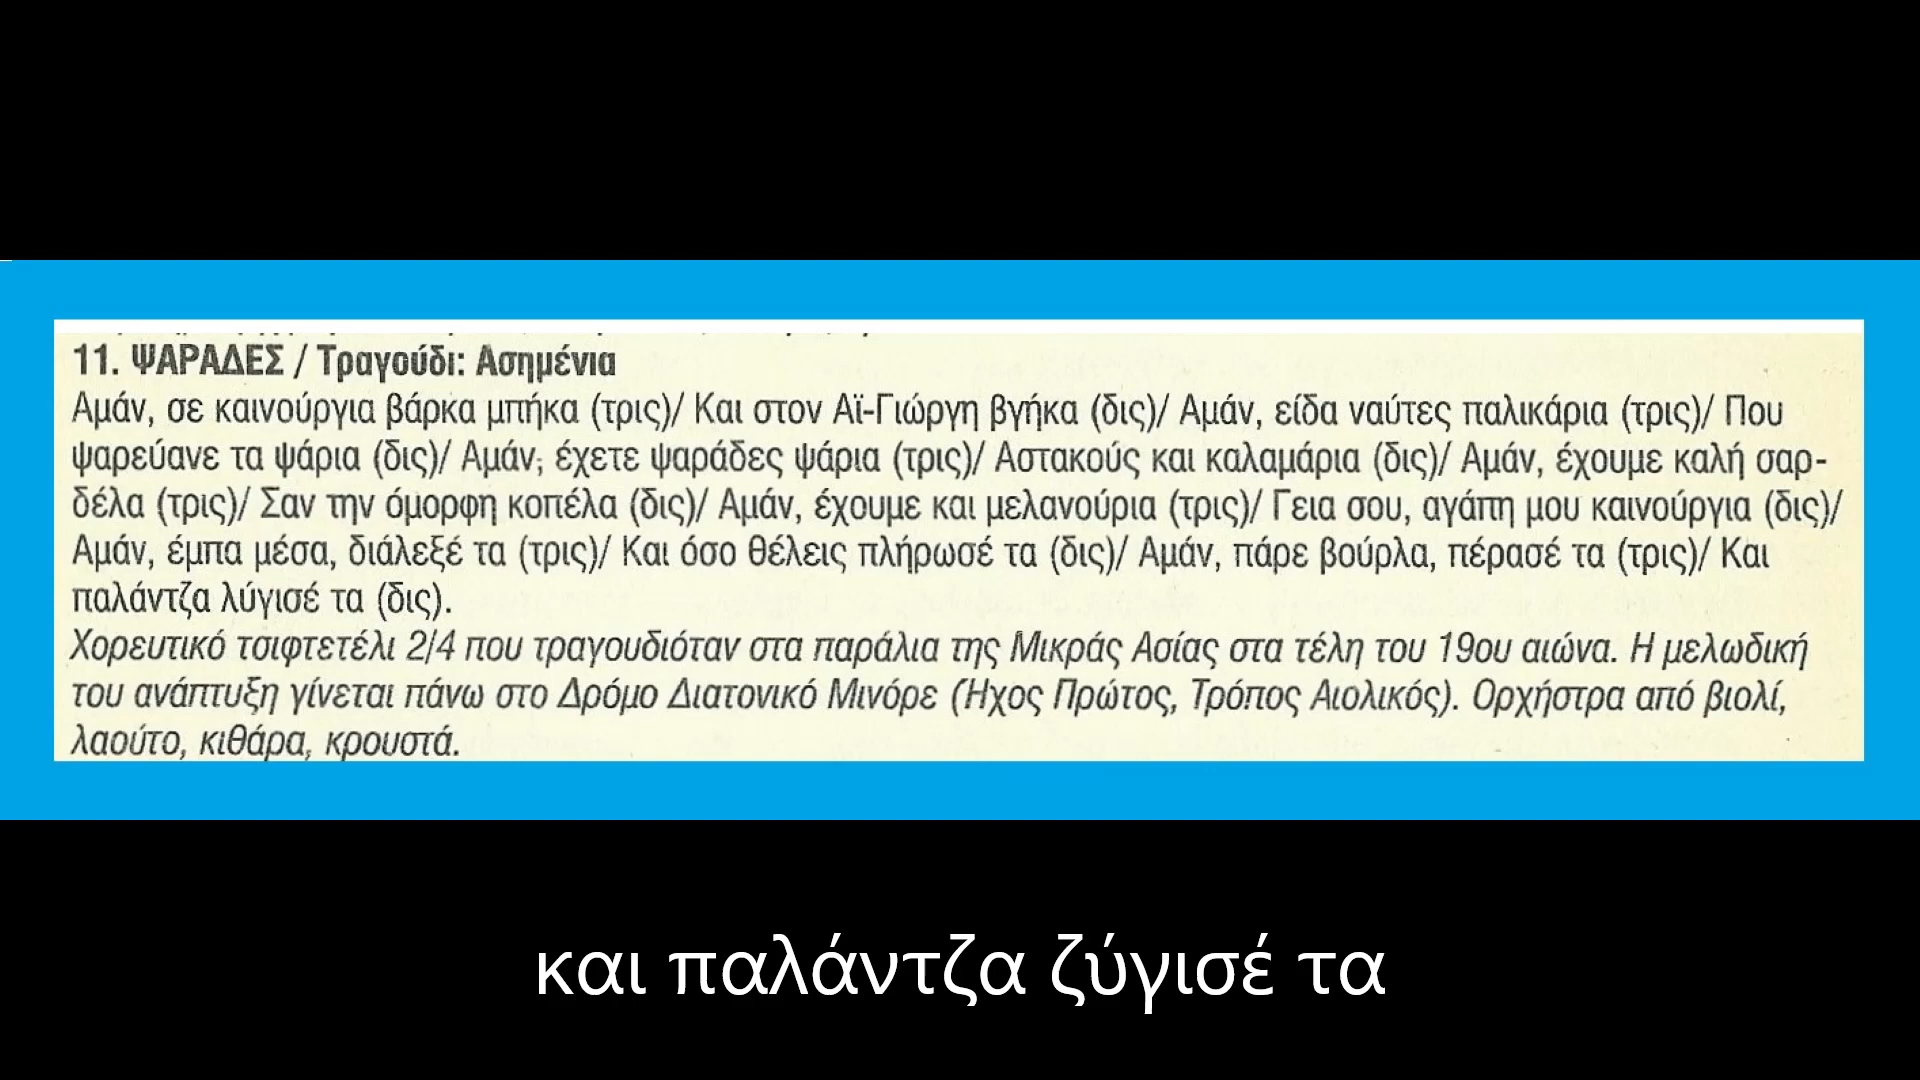 11. ΨΑΡΑΔΕΣ / Τραγούδι: Ασημένια
Αμάν, σε καινούργια βάρκα μπήκα (τρις)/ Και στον Αϊ-Γιώργη βγήκα (δις)/ Αμάν, είδα ναύτες παλικάρια (τρις)/ Που
ψαρεύανε τα ψάρια (δις)/ Αμάν, έχετε ψαράδες ψάρια (τρις)/ Αστακούς και καλαμάρια (δις)/ Αμάν, έχουμε καλή σαρ-
δέλα (τρις)/ Σαν την όμορφη κοπέλα (δις)/ Αμάν, έχουμε και μελανούρια (τρις)/ Γεια σου, αγάπη μου καινούργια (δις)/
Αμάν, έμπα μέσα, διάλεξέ τα (τρις)/ Και όσο θέλεις πλήρωσέ τα (δις)/ Αμάν, πάρε βούρλα, πέρασέ τα (τρις)/ Και
παλάντζα λύγισέ τα (δις).
Χορευτικό τσιφτετέλι 2/4 που τραγουδιόταν στα παράλια της Μικράς Ασίας στα τέλη του 19ου αιώνα. Η μελωδική
του ανάπτυξη γίνεται πάνω στο Δρόμο Διατονικό Μινόρε (Ήχος Πρώτος, Τρόπος Αιολικός). Ορχήστρα από βιολί,
λαούτο, κιθάρα, κρουστά.
και παλάντζα ζύγισέ τα